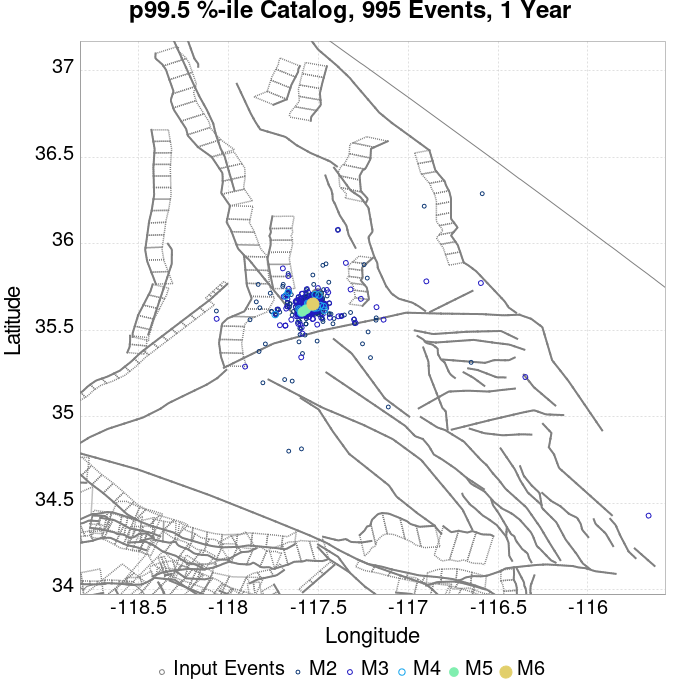 p99.5 %-ile Catalog, 995 Events, 1 Year
37
36.5
36
35.5
35
34.5
34
Latitude
-118.5 -118 -117.5 -117 -116.5 -116
Longitude
Input Events M2 M3 M4 M5 M6